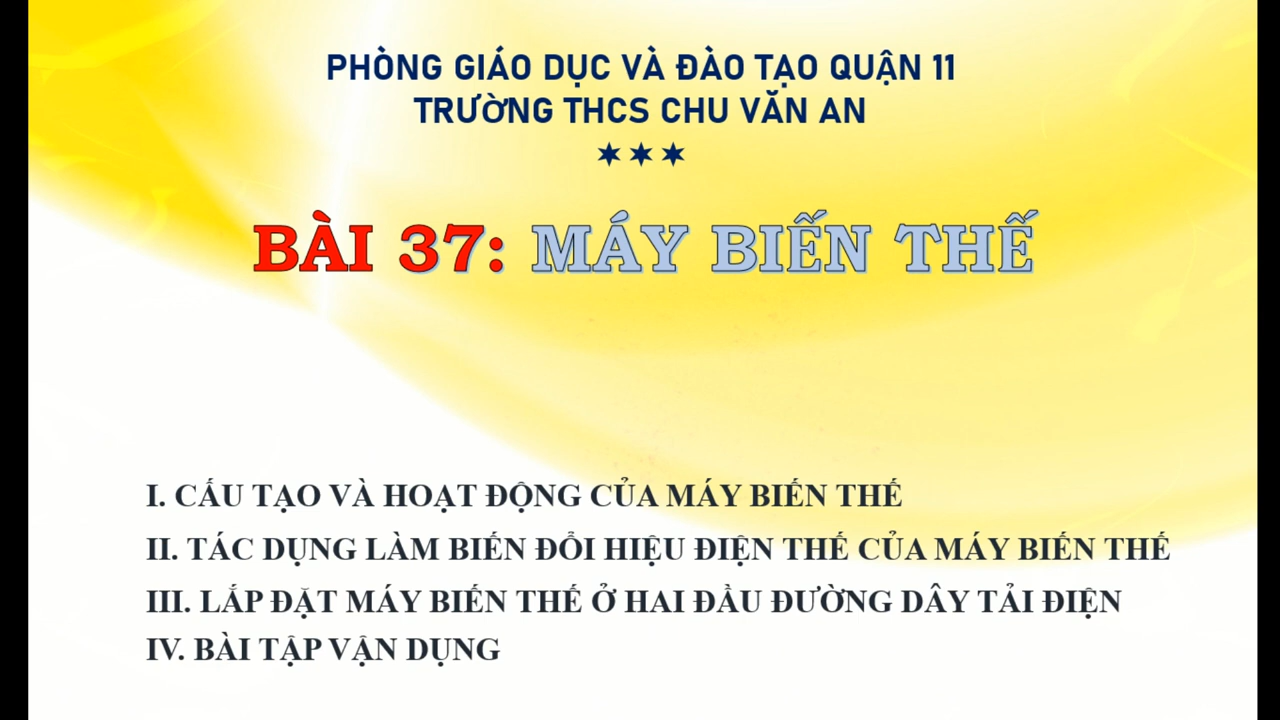 PHÒNG GIÁO DỤC VÀ ĐÀO TẠO QUẬN 11
TRƯỜNG THCS CHU VĂN AN
✶✶✶
BÀI 37: MÁY BIẾN THẾ
I. CẤU TẠO VÀ HOẠT ĐỘNG CỦA MÁY BIẾN THẾ
II. TÁC DỤNG LÀM BIẾN ĐỔI HIỆU ĐIỆN THẾ CỦA MÁY BIẾN THẾ
III. LẮP ĐẶT MÁY BIẾN THẾ Ở HAI ĐẦU ĐƯỜNG DÂY TẢI ĐIỆN
IV. BÀI TẬP VẬN DỤNG